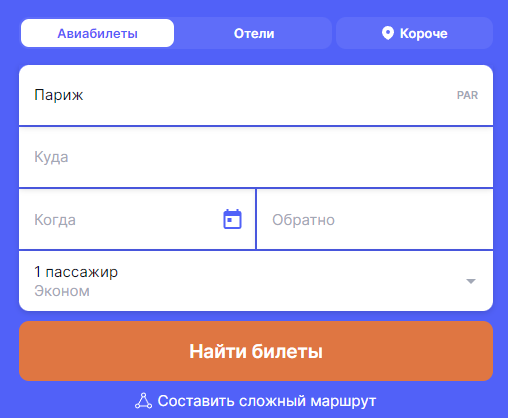 Авиабилеты Отели Короче
Париж PAR
Куда
Когда Обратно
1 пассажир
Эконом
Найти билеты
Составить сложный маршрут